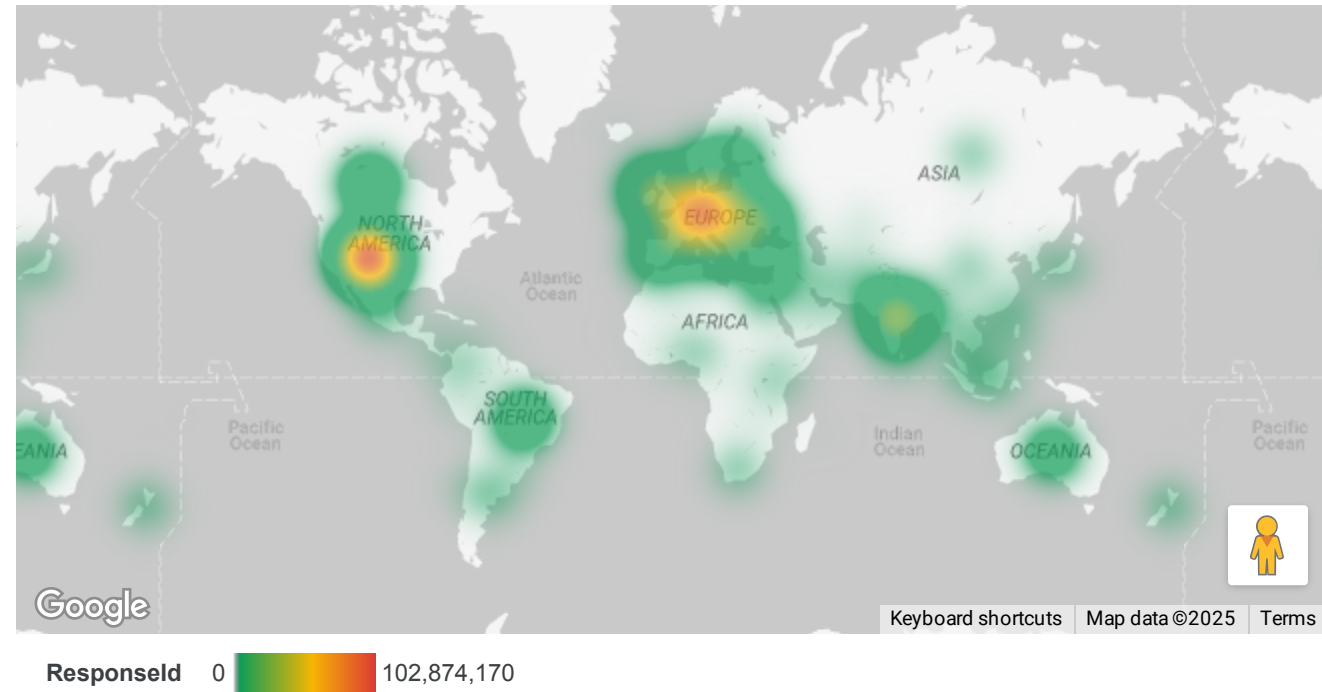 ASIA
NORTH
AMERICA
EUROPE
Atlantic
Ocean
AFRICA
SOUTH
AMERICA
Pacific
Ocean
Indian
Ocean
Pacific
Ocean
EANIA
OCEANIA
Google
Keyboard shortcuts
Map data ©2025
Terms
ResponseId 0 102,874,170